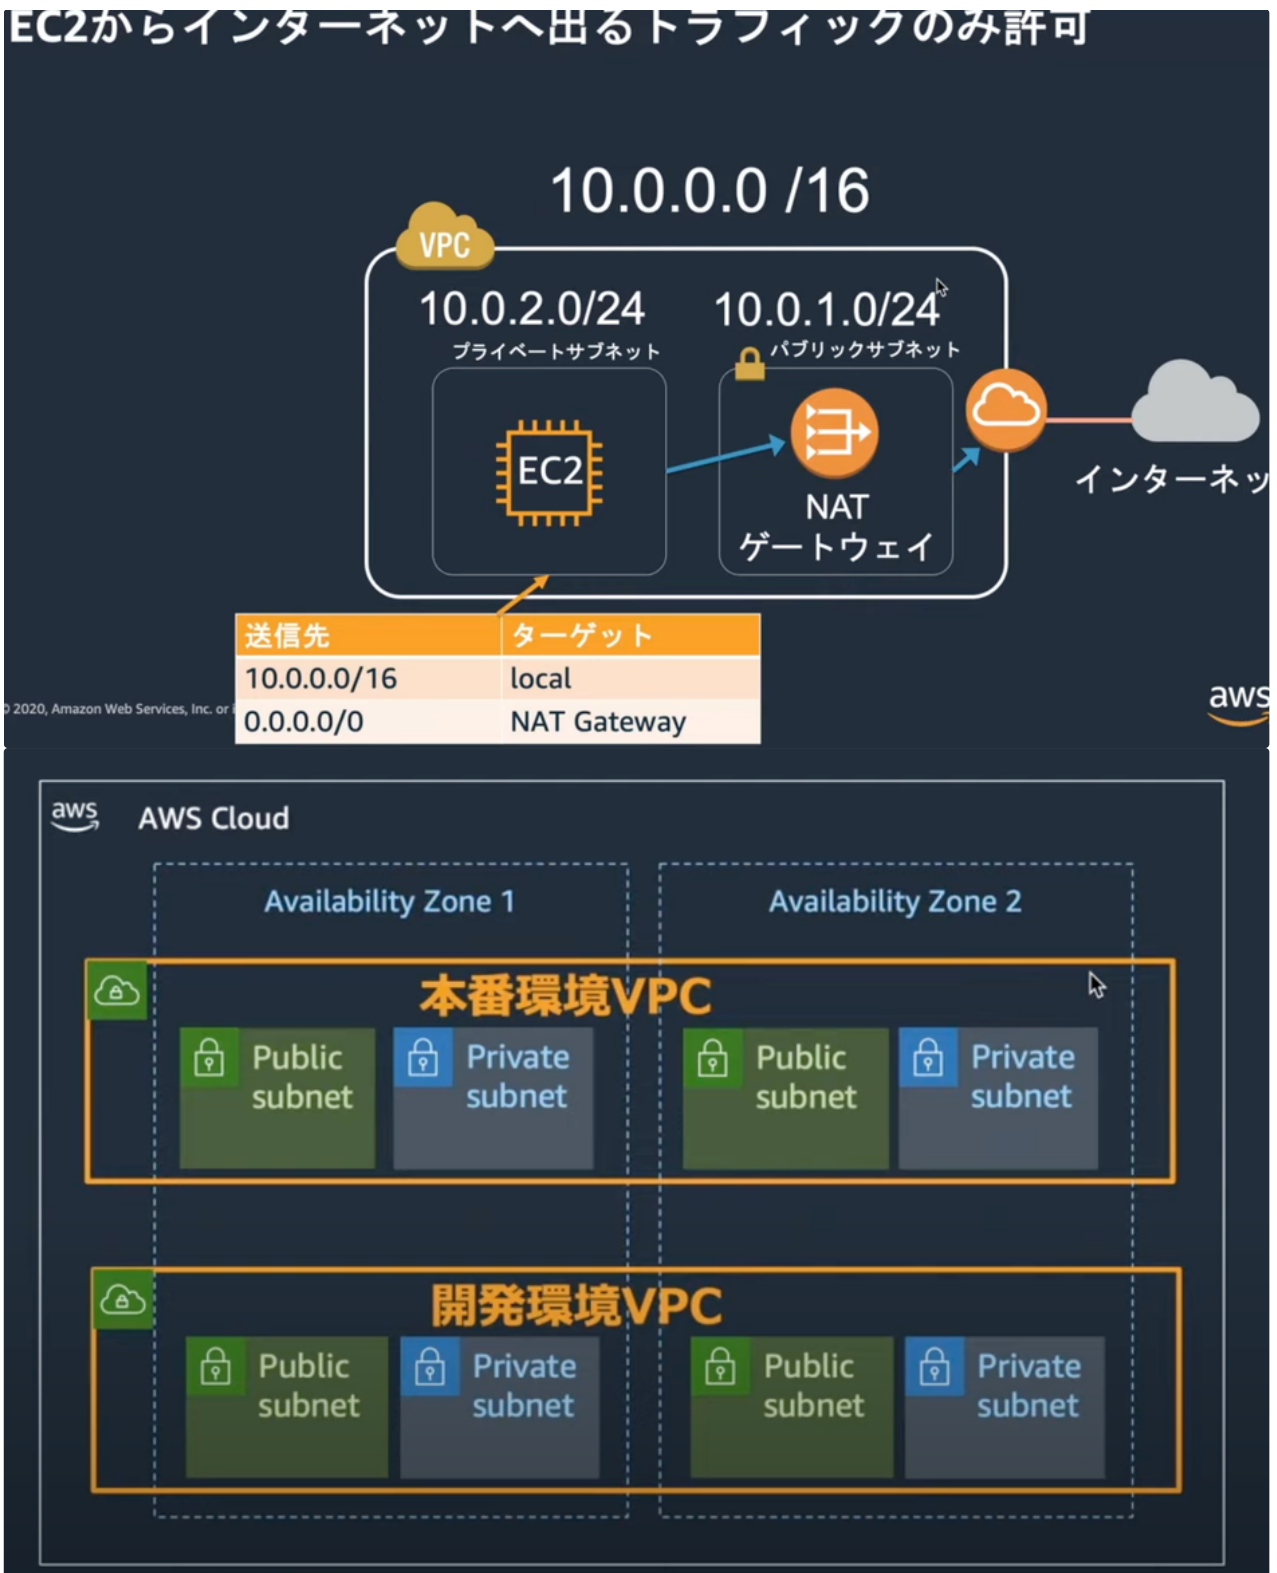 EC2からインターネットへ出るトラフィックのみ許可
10.0.0.0 /16
VPC
10.0.2.0/24
プライベートサブネット
10.0.1.0/24
パブリックサブネット
EC2
NAT
ゲートウェイ
インターネッ
送信先 ターゲット
10.0.0.0/16 local
0.0.0.0/0 NAT Gateway
© 2020, Amazon Web Services, Inc. or i
aws
aws
AWS Cloud
Availability Zone 1
Availability Zone 2
本番環境VPC
Public
subnet
Private
subnet
Public
subnet
Private
subnet
開発環境VPC
Public
subnet
Private
subnet
Public
subnet
Private
subnet